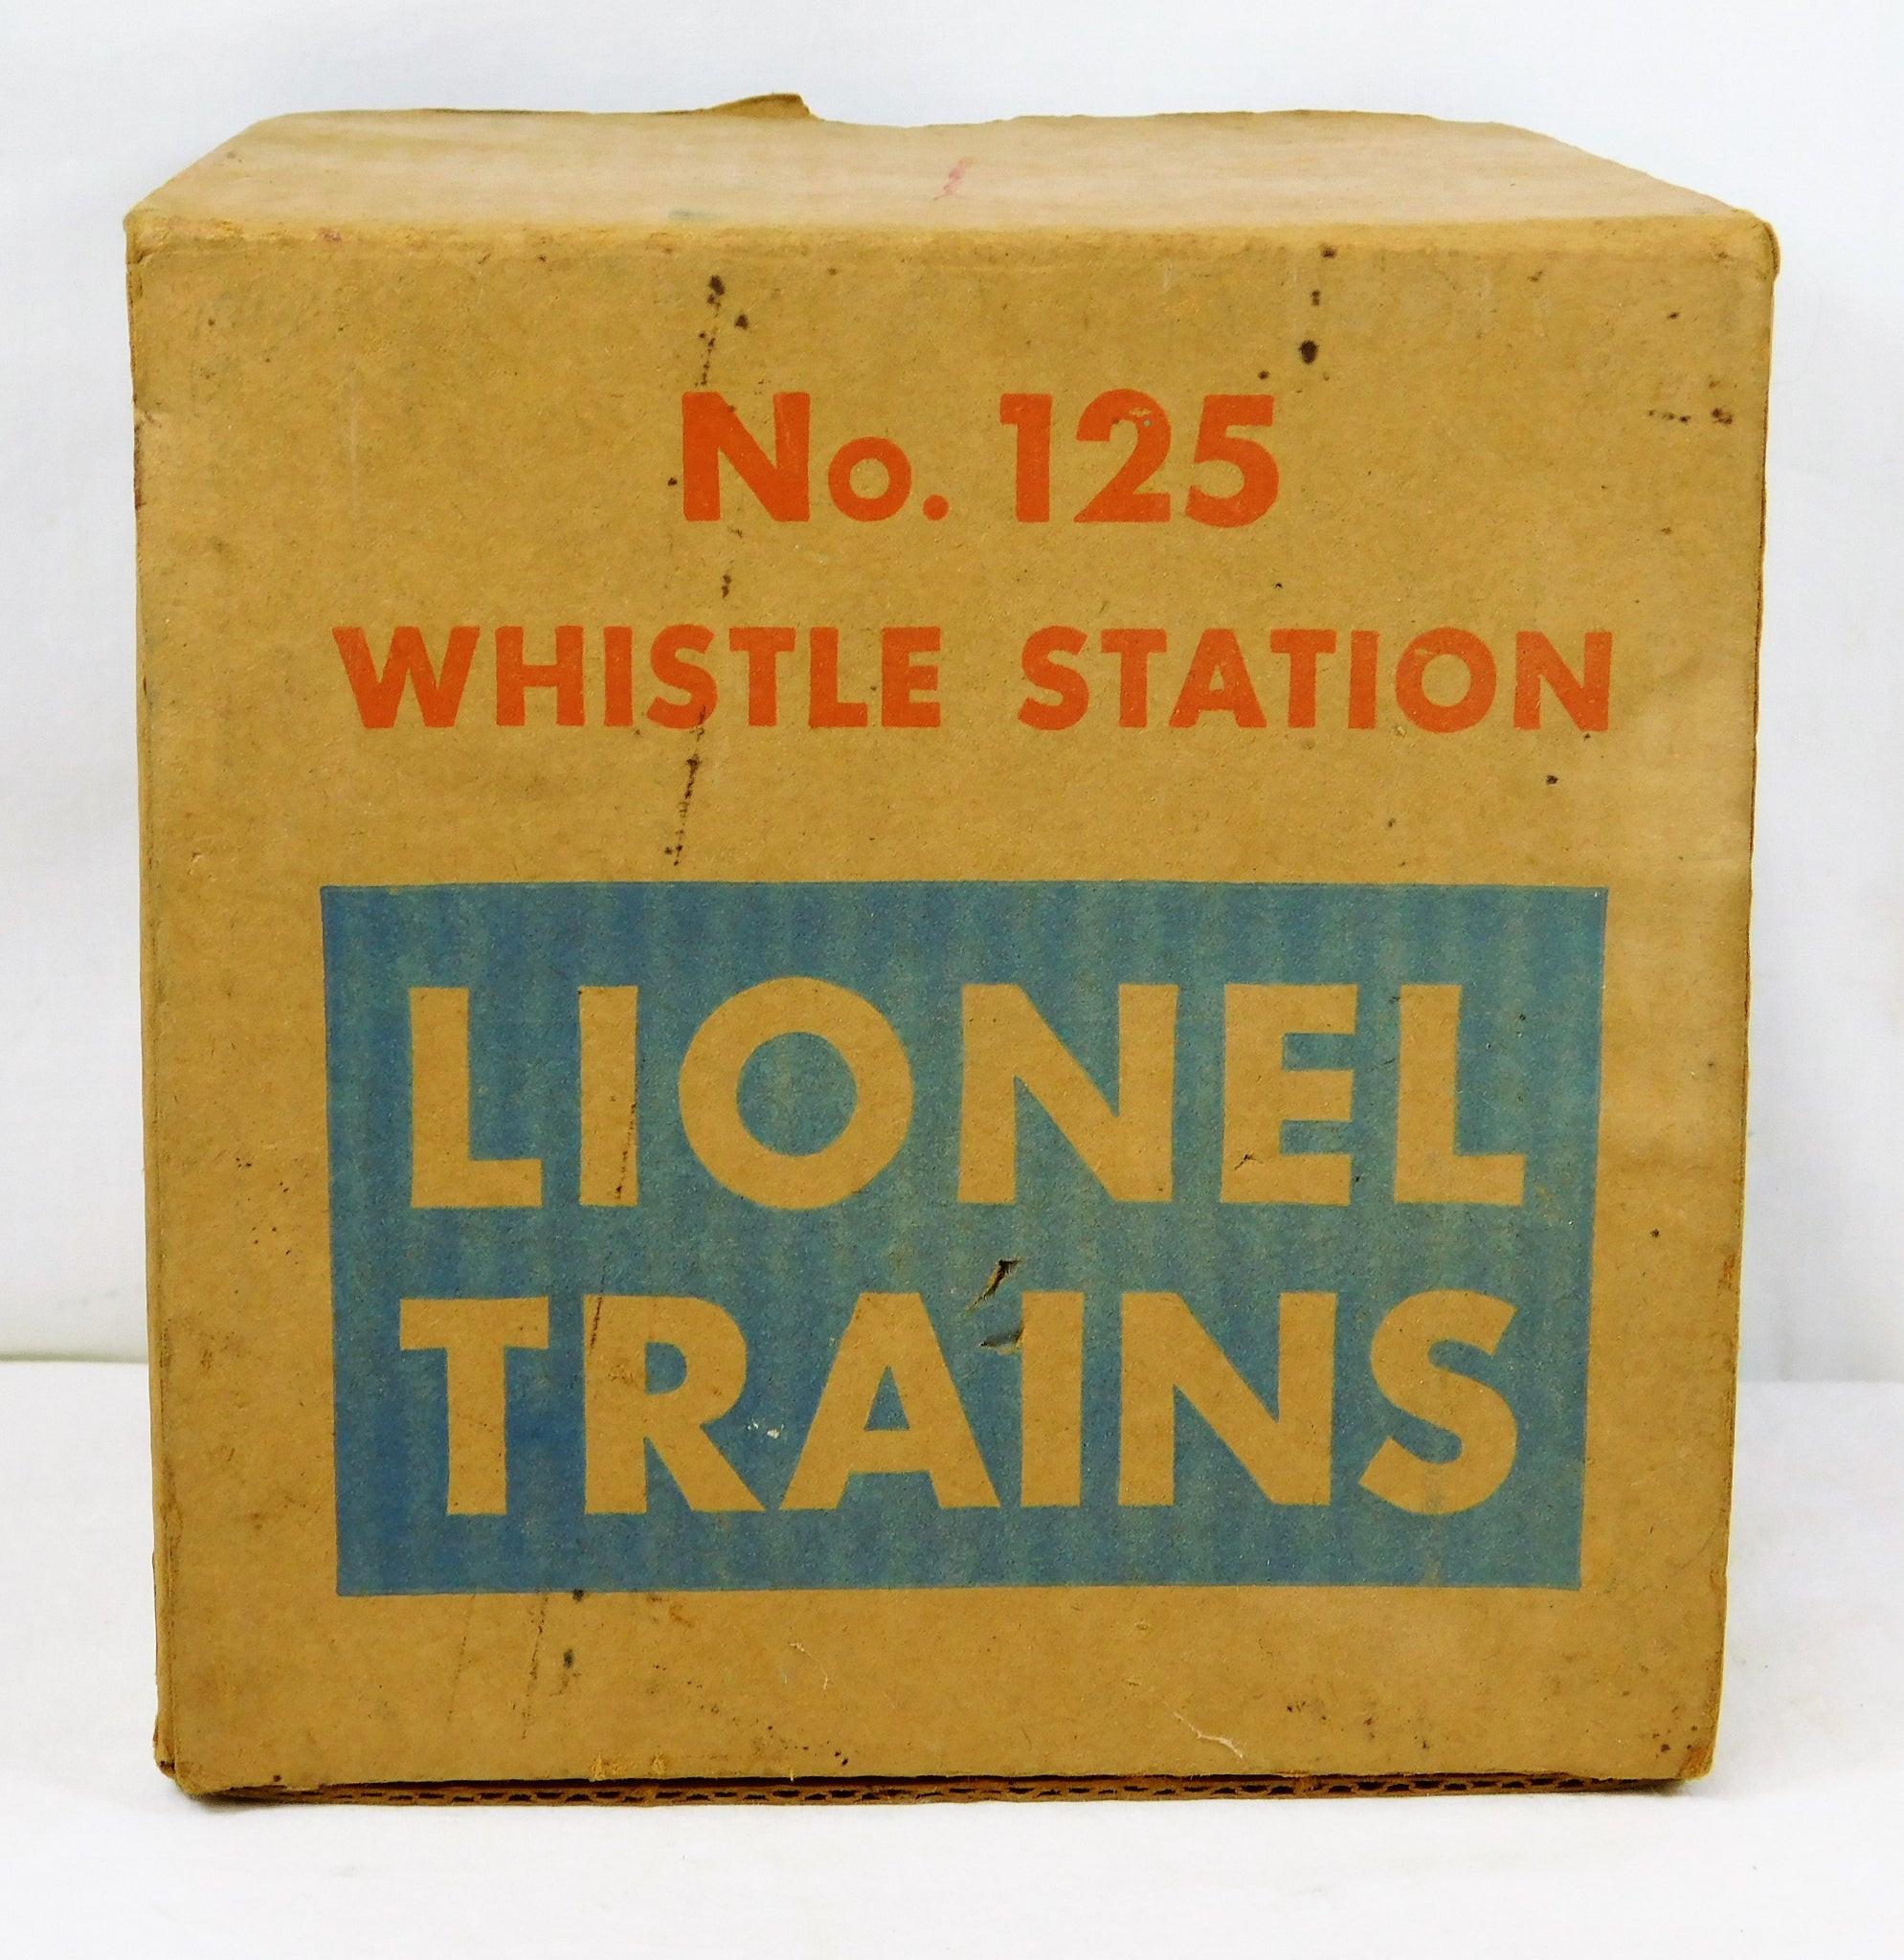 No. 125
WHISTLE STATION
LIONEL
TRAINS